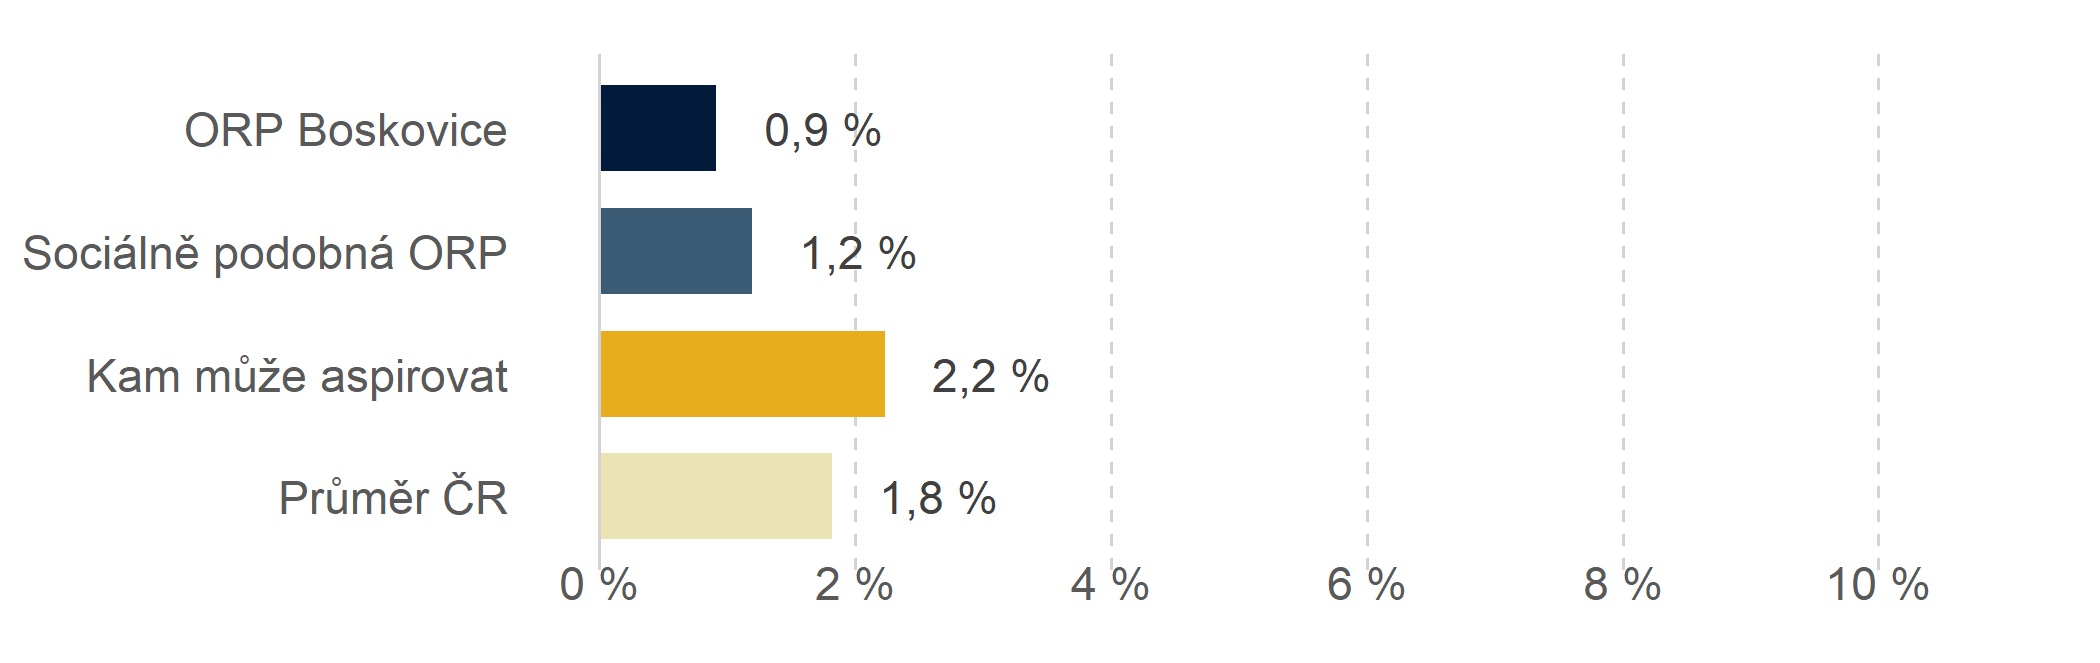 ORP Boskovice 0,9 %
Sociálně podobná ORP 1,2 %
Kam může aspirovat 2,2 %
Průměr ČR 1,8 %
0 % 2 % 4 % 6 % 8 % 10 %